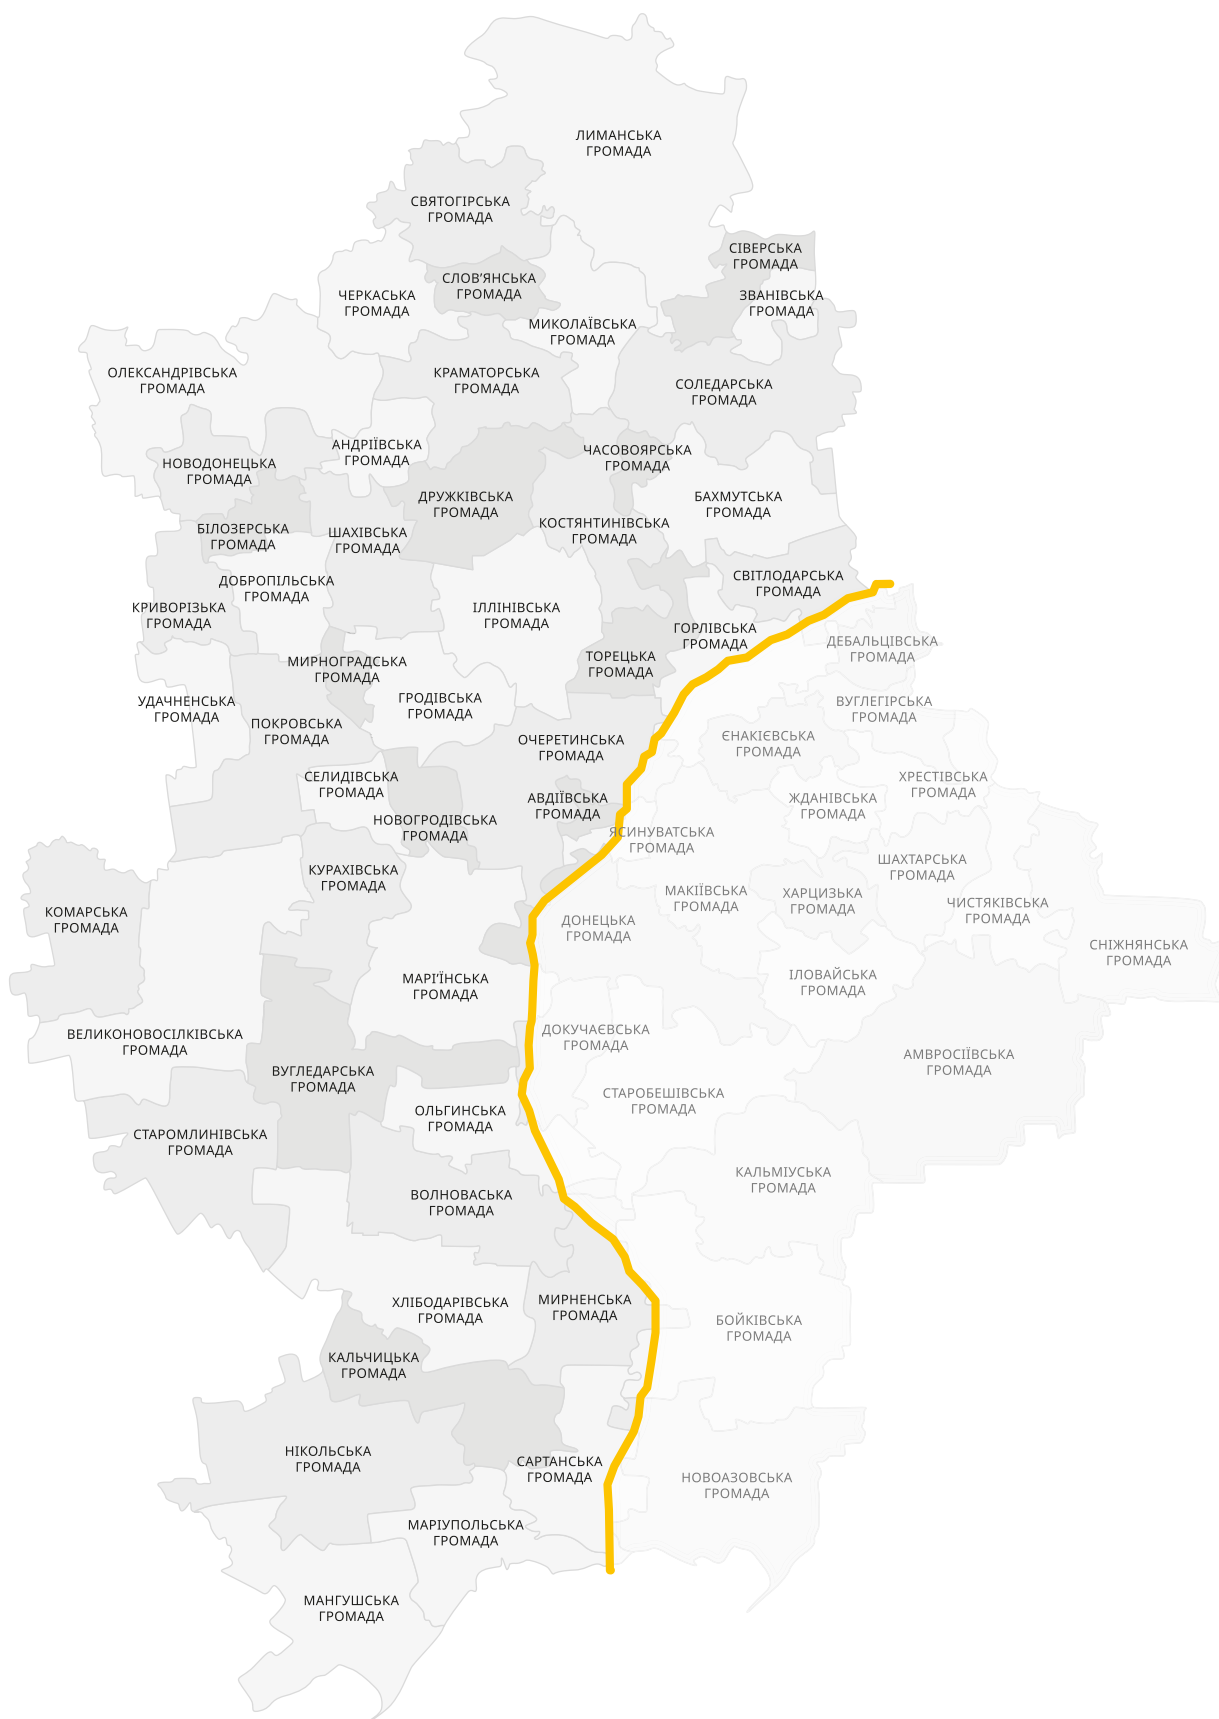 ЛИМАНСЬКА
ГРОМАДА
СВЯТОГІРСЬКА
ГРОМАДА
СІВЕРСЬКА
ГРОМАДА
СЛОВ'ЯНСЬКА
ГРОМАДА
ЧЕРКАСЬКА
ГРОМАДА
ЗВАНІВСЬКА
ГРОМАДА
МИКОЛАЇВСЬКА
ГРОМАДА
ОЛЕКСАНДРІВСЬКА
ГРОМАДА
КРАМАТОРСЬКА
ГРОМАДА
СОЛЕДАРСЬКА
ГРОМАДА
АНДРІЇВСЬКА
ГРОМАДА
ЧАСОВОЯРСЬКА
ГРОМАДА
НОВОДОНЕЦЬКА
ГРОМАДА
ДРУЖКІВСЬКА
ГРОМАДА
БАХМУТСЬКА
ГРОМАДА
БІЛОЗЕРСЬКА
ГРОМАДА
ШАХІВСЬКА
ГРОМАДА
КОСТЯНТИНІВСЬКА
ГРОМАДА
ДОБРОПІЛЬСЬКА
ГРОМАДА
СВІТЛОДАРСЬКА
ГРОМАДА
КРИВОРІЗЬКА
ГРОМАДА
ІЛЛІНІВСЬКА
ГРОМАДА
ГОРЛІВСЬКА
ГРОМАДА
ДЕБАЛЬЦІВСЬКА
ГРОМАДА
МИРНОГРАДСЬКА
ГРОМАДА
ТОРЕЦЬКА
ГРОМАДА
УДАЧНЕНСЬКА
ГРОМАДА
ГРОДІВСЬКА
ГРОМАДА
ВУГЛЕГІРСЬКА
ГРОМАДА
ПОКРОВСЬКА
ГРОМАДА
ОЧЕРЕТИНСЬКА
ГРОМАДА
ЄНАКІЄВСЬКА
ГРОМАДА
СЕЛИДІВСЬКА
ГРОМАДА
ХРЕСТІВСЬКА
ГРОМАДА
АВДІЇВСЬКА
ГРОМАДА
ЖДАНІВСЬКА
ГРОМАДА
НОВОГРОДІВСЬКА
ГРОМАДА
ЯСИНУВАТСЬКА
ГРОМАДА
КУРАХІВСЬКА
ГРОМАДА
ШАХТАРСЬКА
ГРОМАДА
МАКІЇВСЬКА
ГРОМАДА
ХАРЦИЗЬКА
ГРОМАДА
ЧИСТЯКІВСЬКА
ГРОМАДА
КОМАРСЬКА
ГРОМАДА
ДОНЕЦЬКА
ГРОМАДА
СНІЖНЯНСЬКА
ГРОМАДА
МАР'ЇНСЬКА
ГРОМАДА
ІЛОВАЙСЬКА
ГРОМАДА
ВЕЛИКОНОВОСІЛКІВСЬКА
ГРОМАДА
ДОКУЧАЄВСЬКА
ГРОМАДА
АМВРОСІЇВСЬКА
ГРОМАДА
ВУГЛЕДАРСЬКА
ГРОМАДА
СТАРОБЕШІВСЬКА
ГРОМАДА
ОЛЬГИНСЬКА
ГРОМАДА
СТАРОМЛИНІВСЬКА
ГРОМАДА
КАЛЬМІУСЬКА
ГРОМАДА
ВОЛНОВАСЬКА
ГРОМАДА
ХЛІБОДАРІВСЬКА
ГРОМАДА
МИРНЕНСЬКА
ГРОМАДА
БОЙКІВСЬКА
ГРОМАДА
КАЛЬЧИЦЬКА
ГРОМАДА
НІКОЛЬСЬКА
ГРОМАДА
САРТАНСЬКА
ГРОМАДА
НОВОАЗОВСЬКА
ГРОМАДА
МАРІУПОЛЬСЬКА
ГРОМАДА
МАНГУШСЬКА
ГРОМАДА